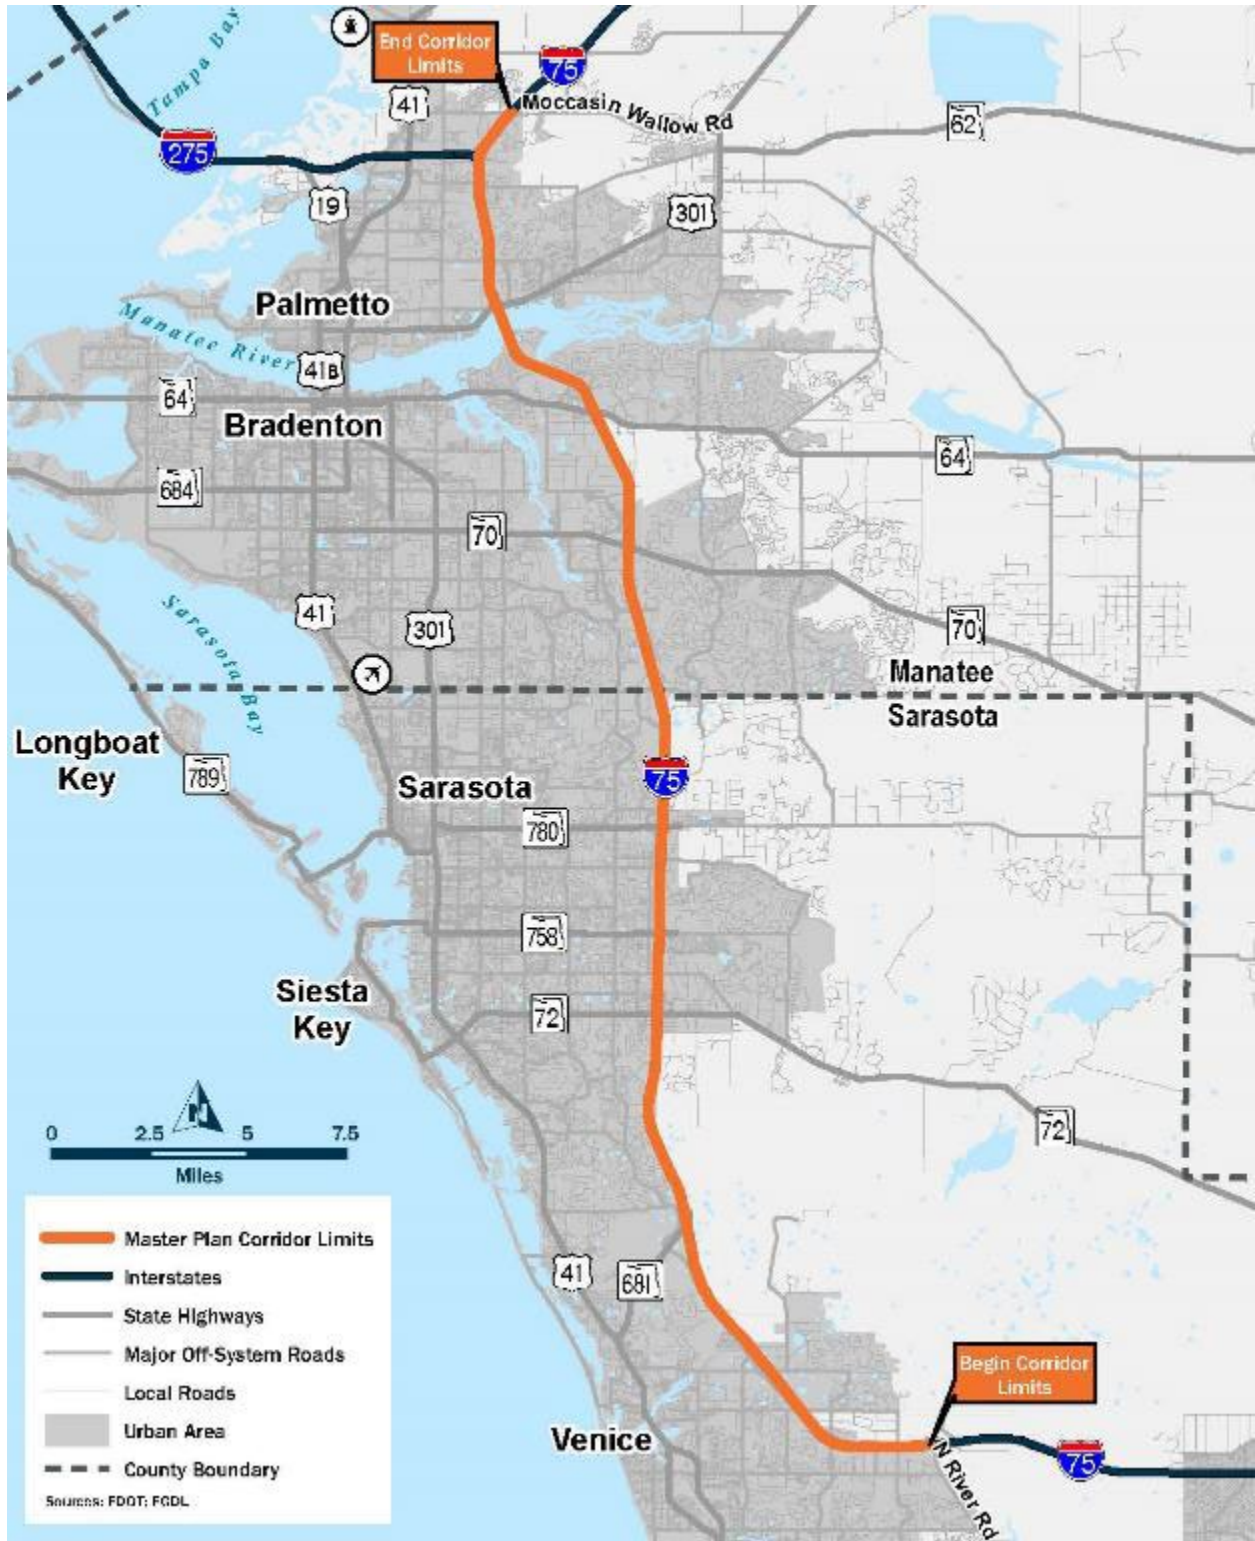 End Corridor
Limits
75
Tampa Bay
41
Moccasin Wallow Rd
62
275
19
301
Palmetto
Manatee River
41B
64
Bradenton
64
684
70
41
301
70
Sarasota Bay
Manatee
Sarasota
Longboat
Key
789
Sarasota
75
780
758
Siesta
Key
72
72
N
0 2.5 5 7.5
Miles
Master Plan Corridor Limits
Interstates
State Highways
Major Off-System Roads
Local Roads
Urban Area
County Boundary
Sources: FDOT; FGDL
41
681
Begin Corridor
Limits
Venice
75
N River Rd